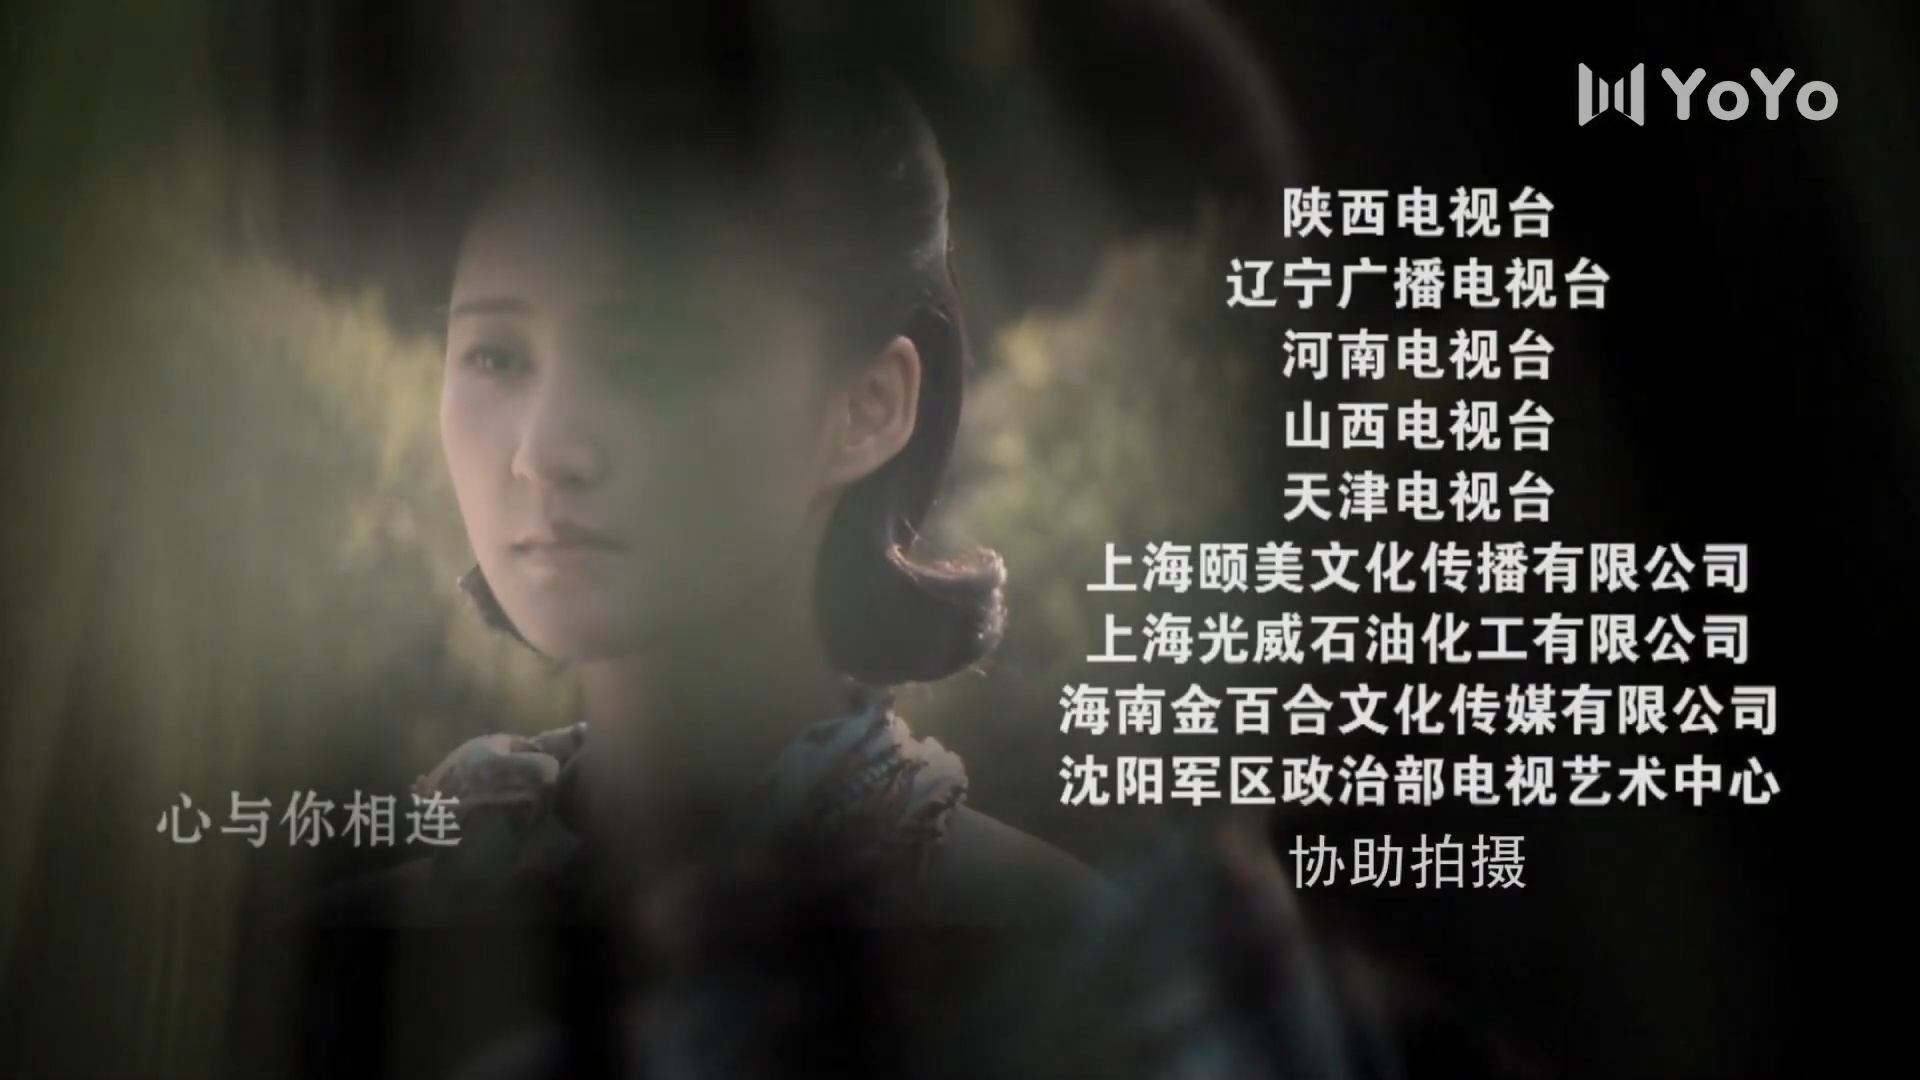 YoYo
陕西电视台
辽宁广播电视台
河南电视台
山西电视台
天津电视台
上海颐美文化传播有限公司
上海光威石油化工有限公司
海南金百合文化传媒有限公司
沈阳军区政治部电视艺术中心
协助拍摄
心与你相连